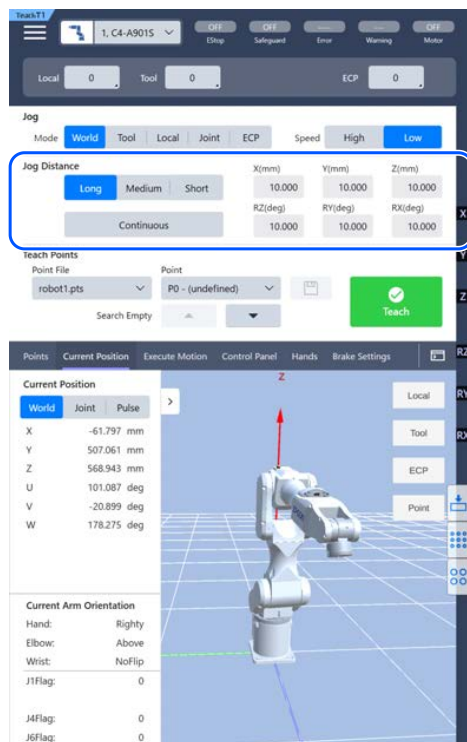 TeachT1
1, C4-A901S
OFF
EStop
OFF
Safeguard
----
Error
---
Warning
OFF
Motor
Local 0 Tool 0 ECP 0
Jog
Mode World Tool Local Joint ECP Speed High Low
Jog Distance
Long Medium Short
Continuous
X(mm) Y(mm) Z(mm)
10.000 10.000 10.000
RZ(deg) RY(deg) RX(deg)
10.000 10.000 10.000
Teach Points
Point File Point
robot1.pts P0 - (undefined)
Search Empty
Teach
X
Y
Z
RZ
RY
RX
Points Current Position Execute Motion Control Panel Hands Brake Settings
Current Position
World Joint Pulse
X -61.797 mm
Y 507.061 mm
Z 568.943 mm
U 101.087 deg
V -20.899 deg
W 178.275 deg
Current Arm Orientation
Hand: Righty
Elbow: Above
Wrist: NoFlip
J1Flag: 0
J4Flag: 0
J6Flag: 0
Z
Local
Tool
ECP
Point